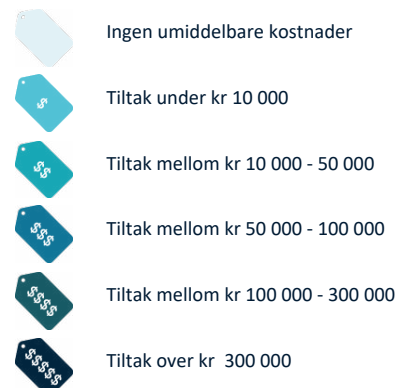 Ingen umiddelbare kostnader
$
Tiltak under kr 10 000
$$
Tiltak mellom kr 10 000 - 50 000
$$$
Tiltak mellom kr 50 000 - 100 000
$$$$
Tiltak mellom kr 100 000 - 300 000
$$$$$
Tiltak over kr 300 000